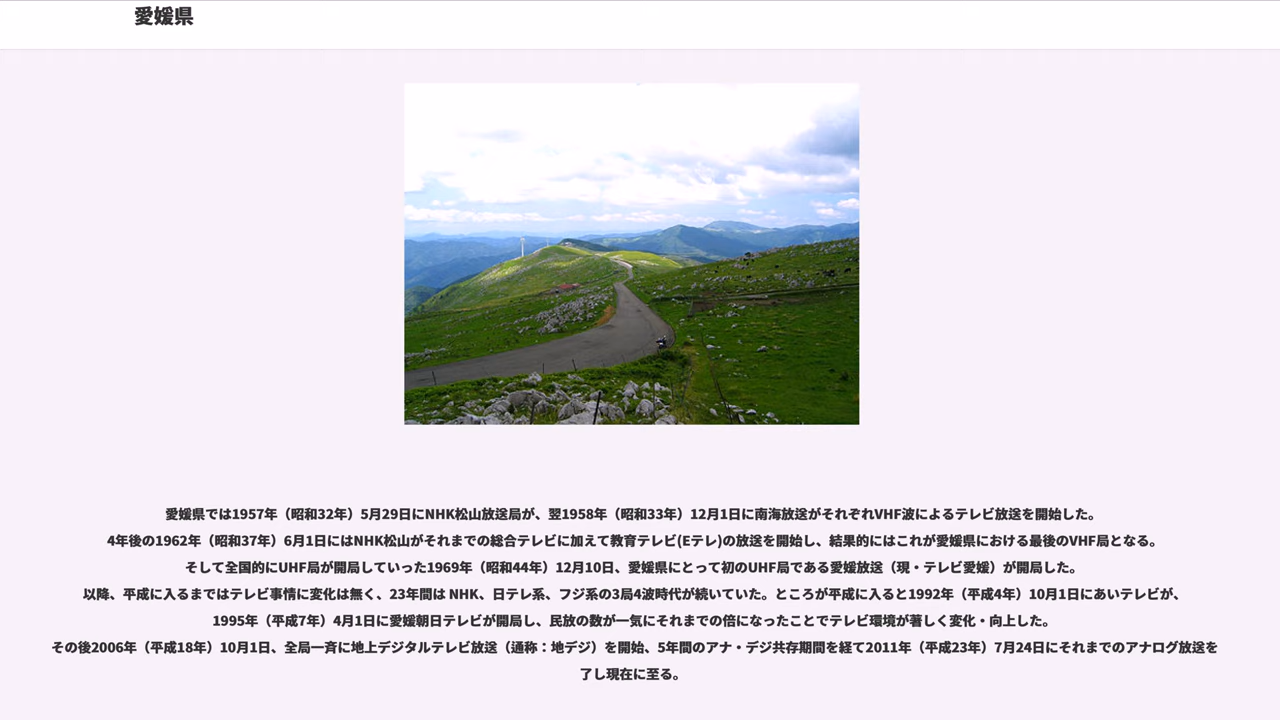 愛媛県
愛媛県では1957年（昭和32年）5月29日にNHK松山放送局が、翌1958年（昭和33年）12月1日に南海放送がそれぞれVHF波によるテレビ放送を開始した。
4年後の1962年（昭和37年）6月1日にはNHK松山がそれまでの総合テレビに加えて教育テレビ(Eテレ)の放送を開始し、結果的にはこれが愛媛県における最後のVHF局となる。
そして全国的にUHF局が開局していった1969年（昭和44年）12月10日、愛媛県にとって初のUHF局である愛媛放送（現・テレビ愛媛）が開局した。
以降、平成に入るまではテレビ事情に変化は無く、23年間は NHK、日テレ系、フジ系の3局4波時代が続いていた。ところが平成に入ると1992年（平成4年）10月1日にあいテレビが、
1995年（平成7年）4月1日に愛媛朝日テレビが開局し、民放の数が一気にそれまでの倍になったことでテレビ環境が著しく変化・向上した。
その後2006年（平成18年）10月1日、全局一斉に地上デジタルテレビ放送（通称：地デジ）を開始、5年間のアナ・デジ共存期間を経て2011年（平成23年）7月24日にそれまでのアナログ放送を
了し現在に至る。